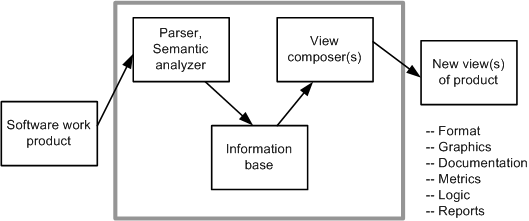 Parser,
Semantic
analyzer
View
composer(s)
New view(s)
of product
Software work
product
Information
base
-- Format
-- Graphics
-- Documentation
-- Metrics
-- Logic
-- Reports